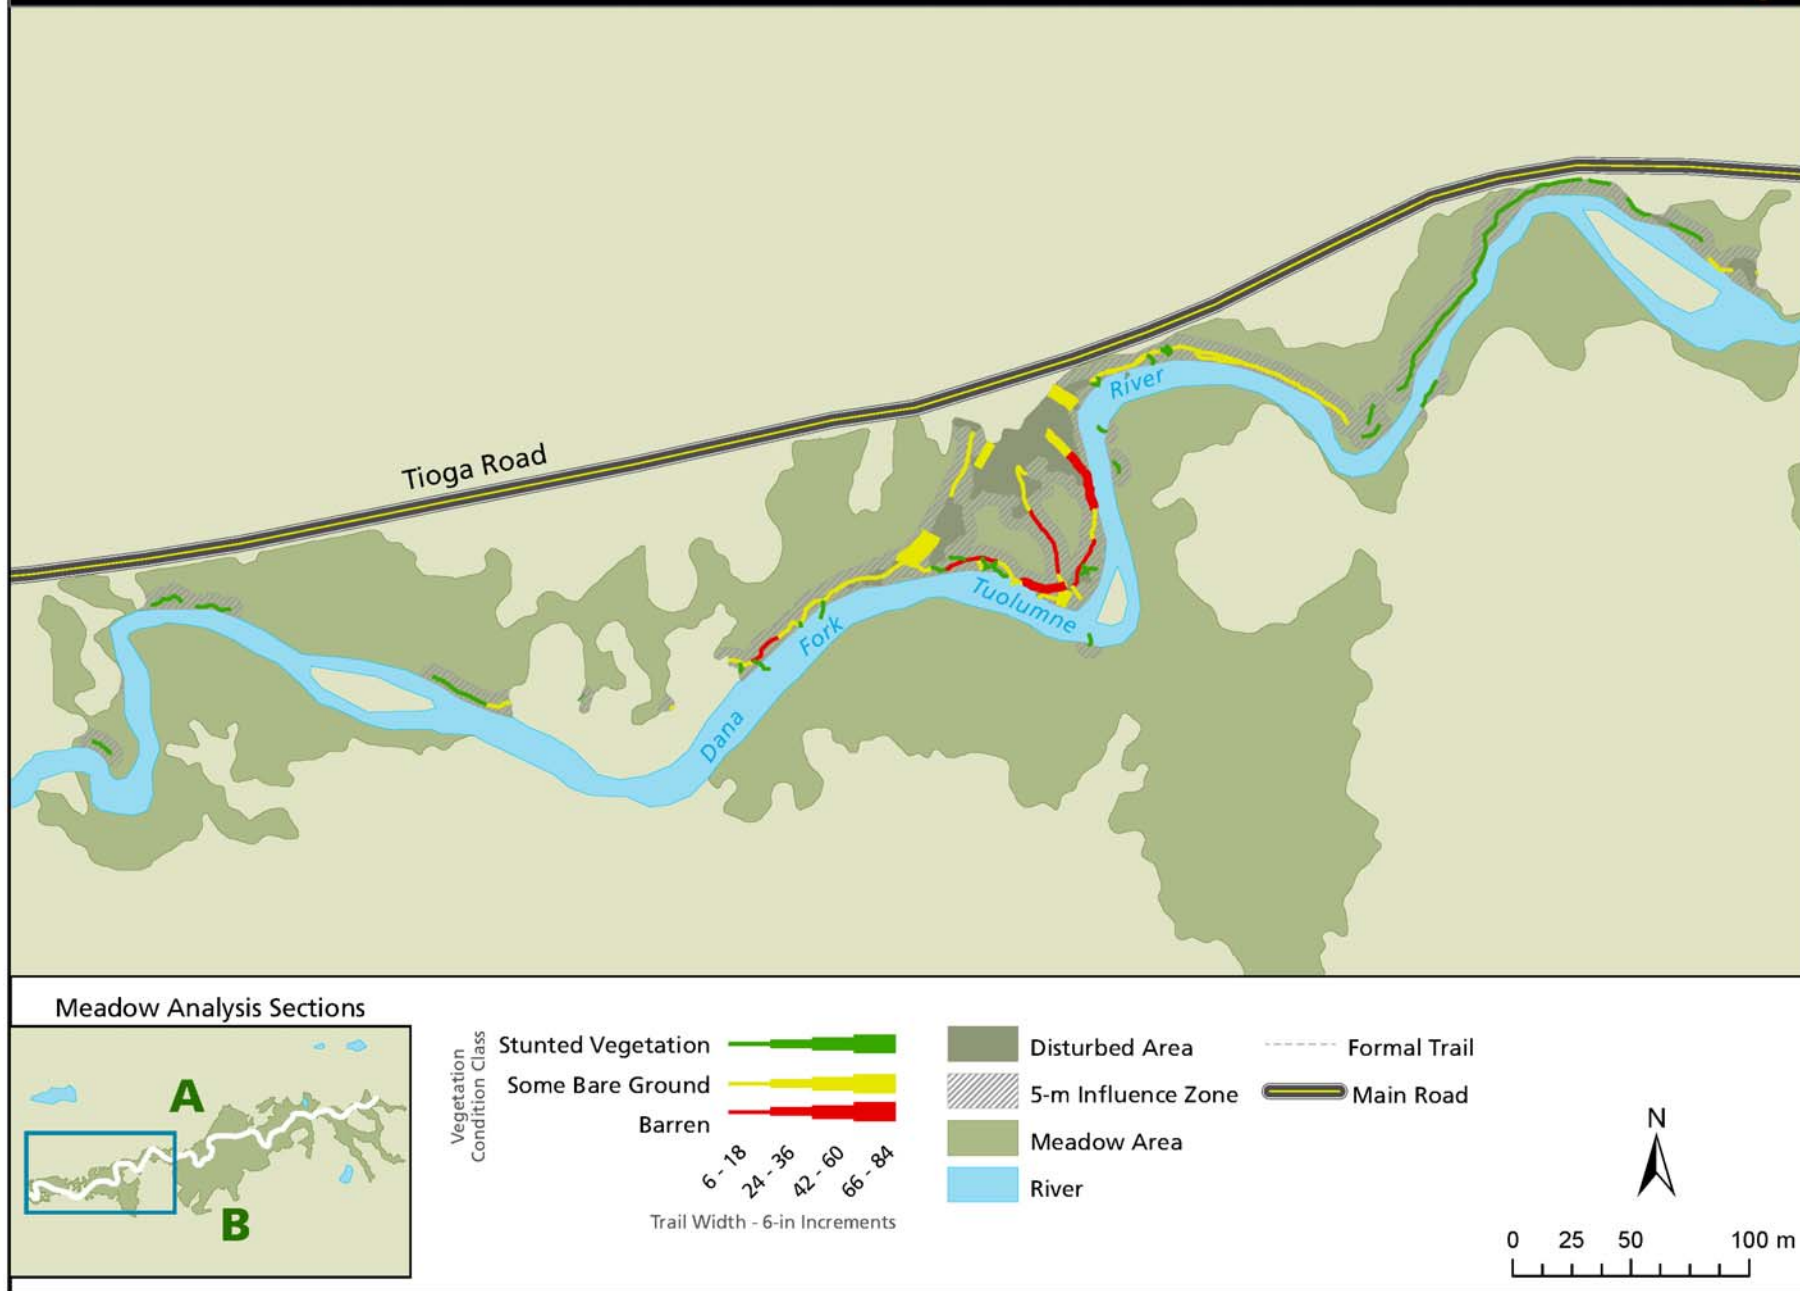 Tioga Road
River
Tuolumne
Fork
Dana
Meadow Analysis Sections
A
B
Vegetation
Condition Class
Stunted Vegetation
Some Bare Ground
Barren
6 - 18
24 - 36
42 - 60
66 - 84
Trail Width - 6-in Increments
Disturbed Area
5-m Influence Zone
Meadow Area
River
Formal Trail
Main Road
N
0 25 50 100 m